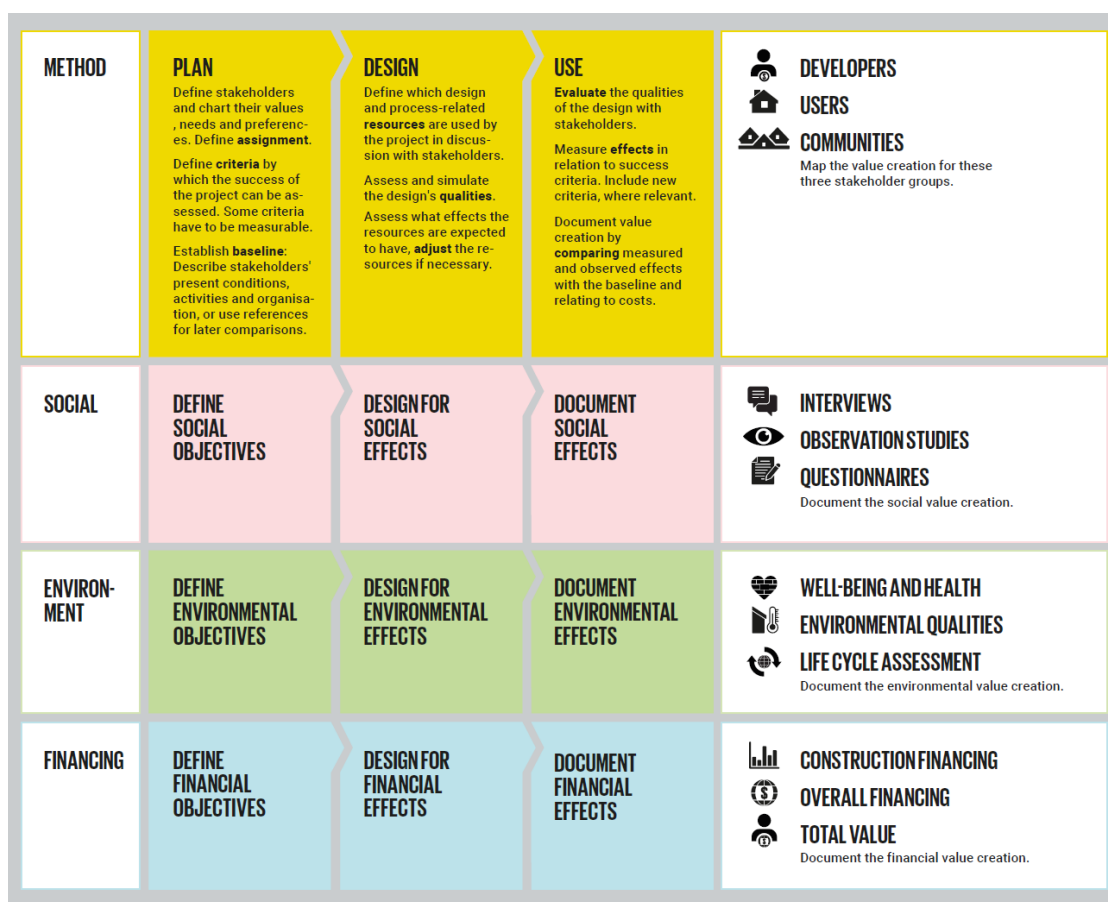 METHOD
PLAN
Define stakeholders
and chart their values
, needs and preferenc-
es. Define assignment.
Define criteria by
which the success of
the project can be as-
sessed. Some criteria
have to be measurable.
Establish baseline:
Describe stakeholders'
present conditions,
activities and organisa-
tion, or use references
for later comparisons.
DESIGN
Define which design
and process-related
resources are used by
the project in discus-
sion with stakeholders.
Assess and simulate
the design's qualities.
Assess what effects the
resources are expected
to have, adjust the re-
sources if necessary.
USE
Evaluate the qualities
of the design with
stakeholders.
Measure effects in
relation to success
criteria. Include new
criteria, where relevant.
Document value
creation by
comparing measured
and observed effects
with the baseline and
relating to costs.
DEVELOPERS
USERS
COMMUNITIES
Map the value creation for these
three stakeholder groups.
SOCIAL
DEFINE
SOCIAL
OBJECTIVES
DESIGN FOR
SOCIAL
EFFECTS
DOCUMENT
SOCIAL
EFFECTS
INTERVIEWS
OBSERVATION STUDIES
QUESTIONNAIRES
Document the social value creation.
ENVIRON-
MENT
DEFINE
ENVIRONMENTAL
OBJECTIVES
DESIGN FOR
ENVIRONMENTAL
EFFECTS
DOCUMENT
ENVIRONMENTAL
EFFECTS
WELL-BEING AND HEALTH
ENVIRONMENTAL QUALITIES
LIFE CYCLE ASSESSMENT
Document the environmental value creation.
FINANCING
DEFINE
FINANCIAL
OBJECTIVES
DESIGN FOR
FINANCIAL
EFFECTS
DOCUMENT
FINANCIAL
EFFECTS
CONSTRUCTION FINANCING
OVERALL FINANCING
TOTAL VALUE
Document the financial value creation.